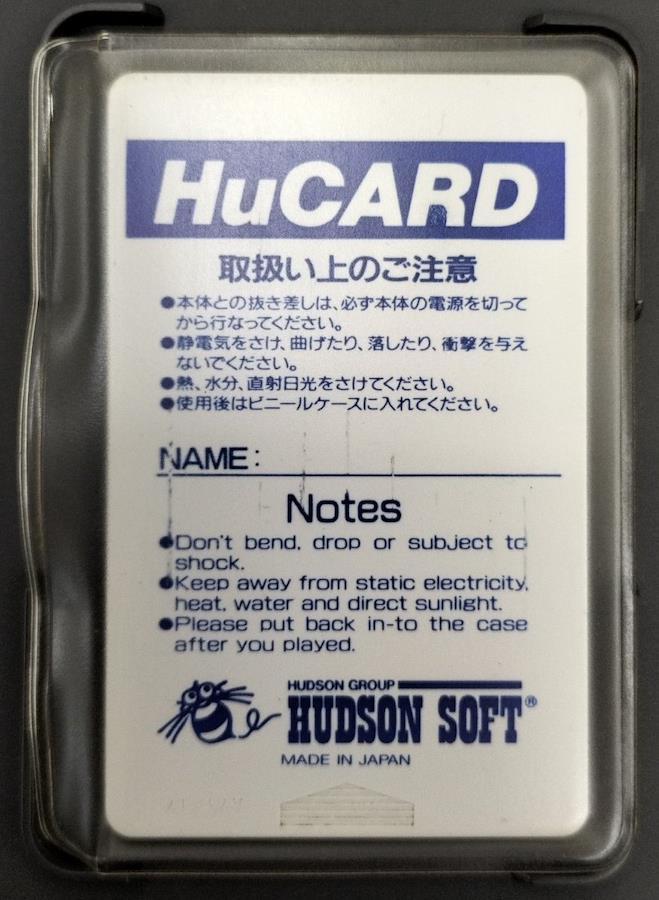 HuCARD
取扱い上のご注意
●本体との抜き差しは、必ず本体の電源を切って
から行なってください。
●静電気をさけ、曲げたり、落したり、衝撃を与え
ないでください。
●熱、水分、直射日光をさけてください。
●使用後はビニールケースに入れてください。
NAME:
Notes
●Don't bend, drop or subject to
shock.
●Keep away from static electricity,
heat, water and direct sunlight.
●Please put back in-to the case
after you played.
HUDSON GROUP
HUDSON SOFT®
MADE IN JAPAN